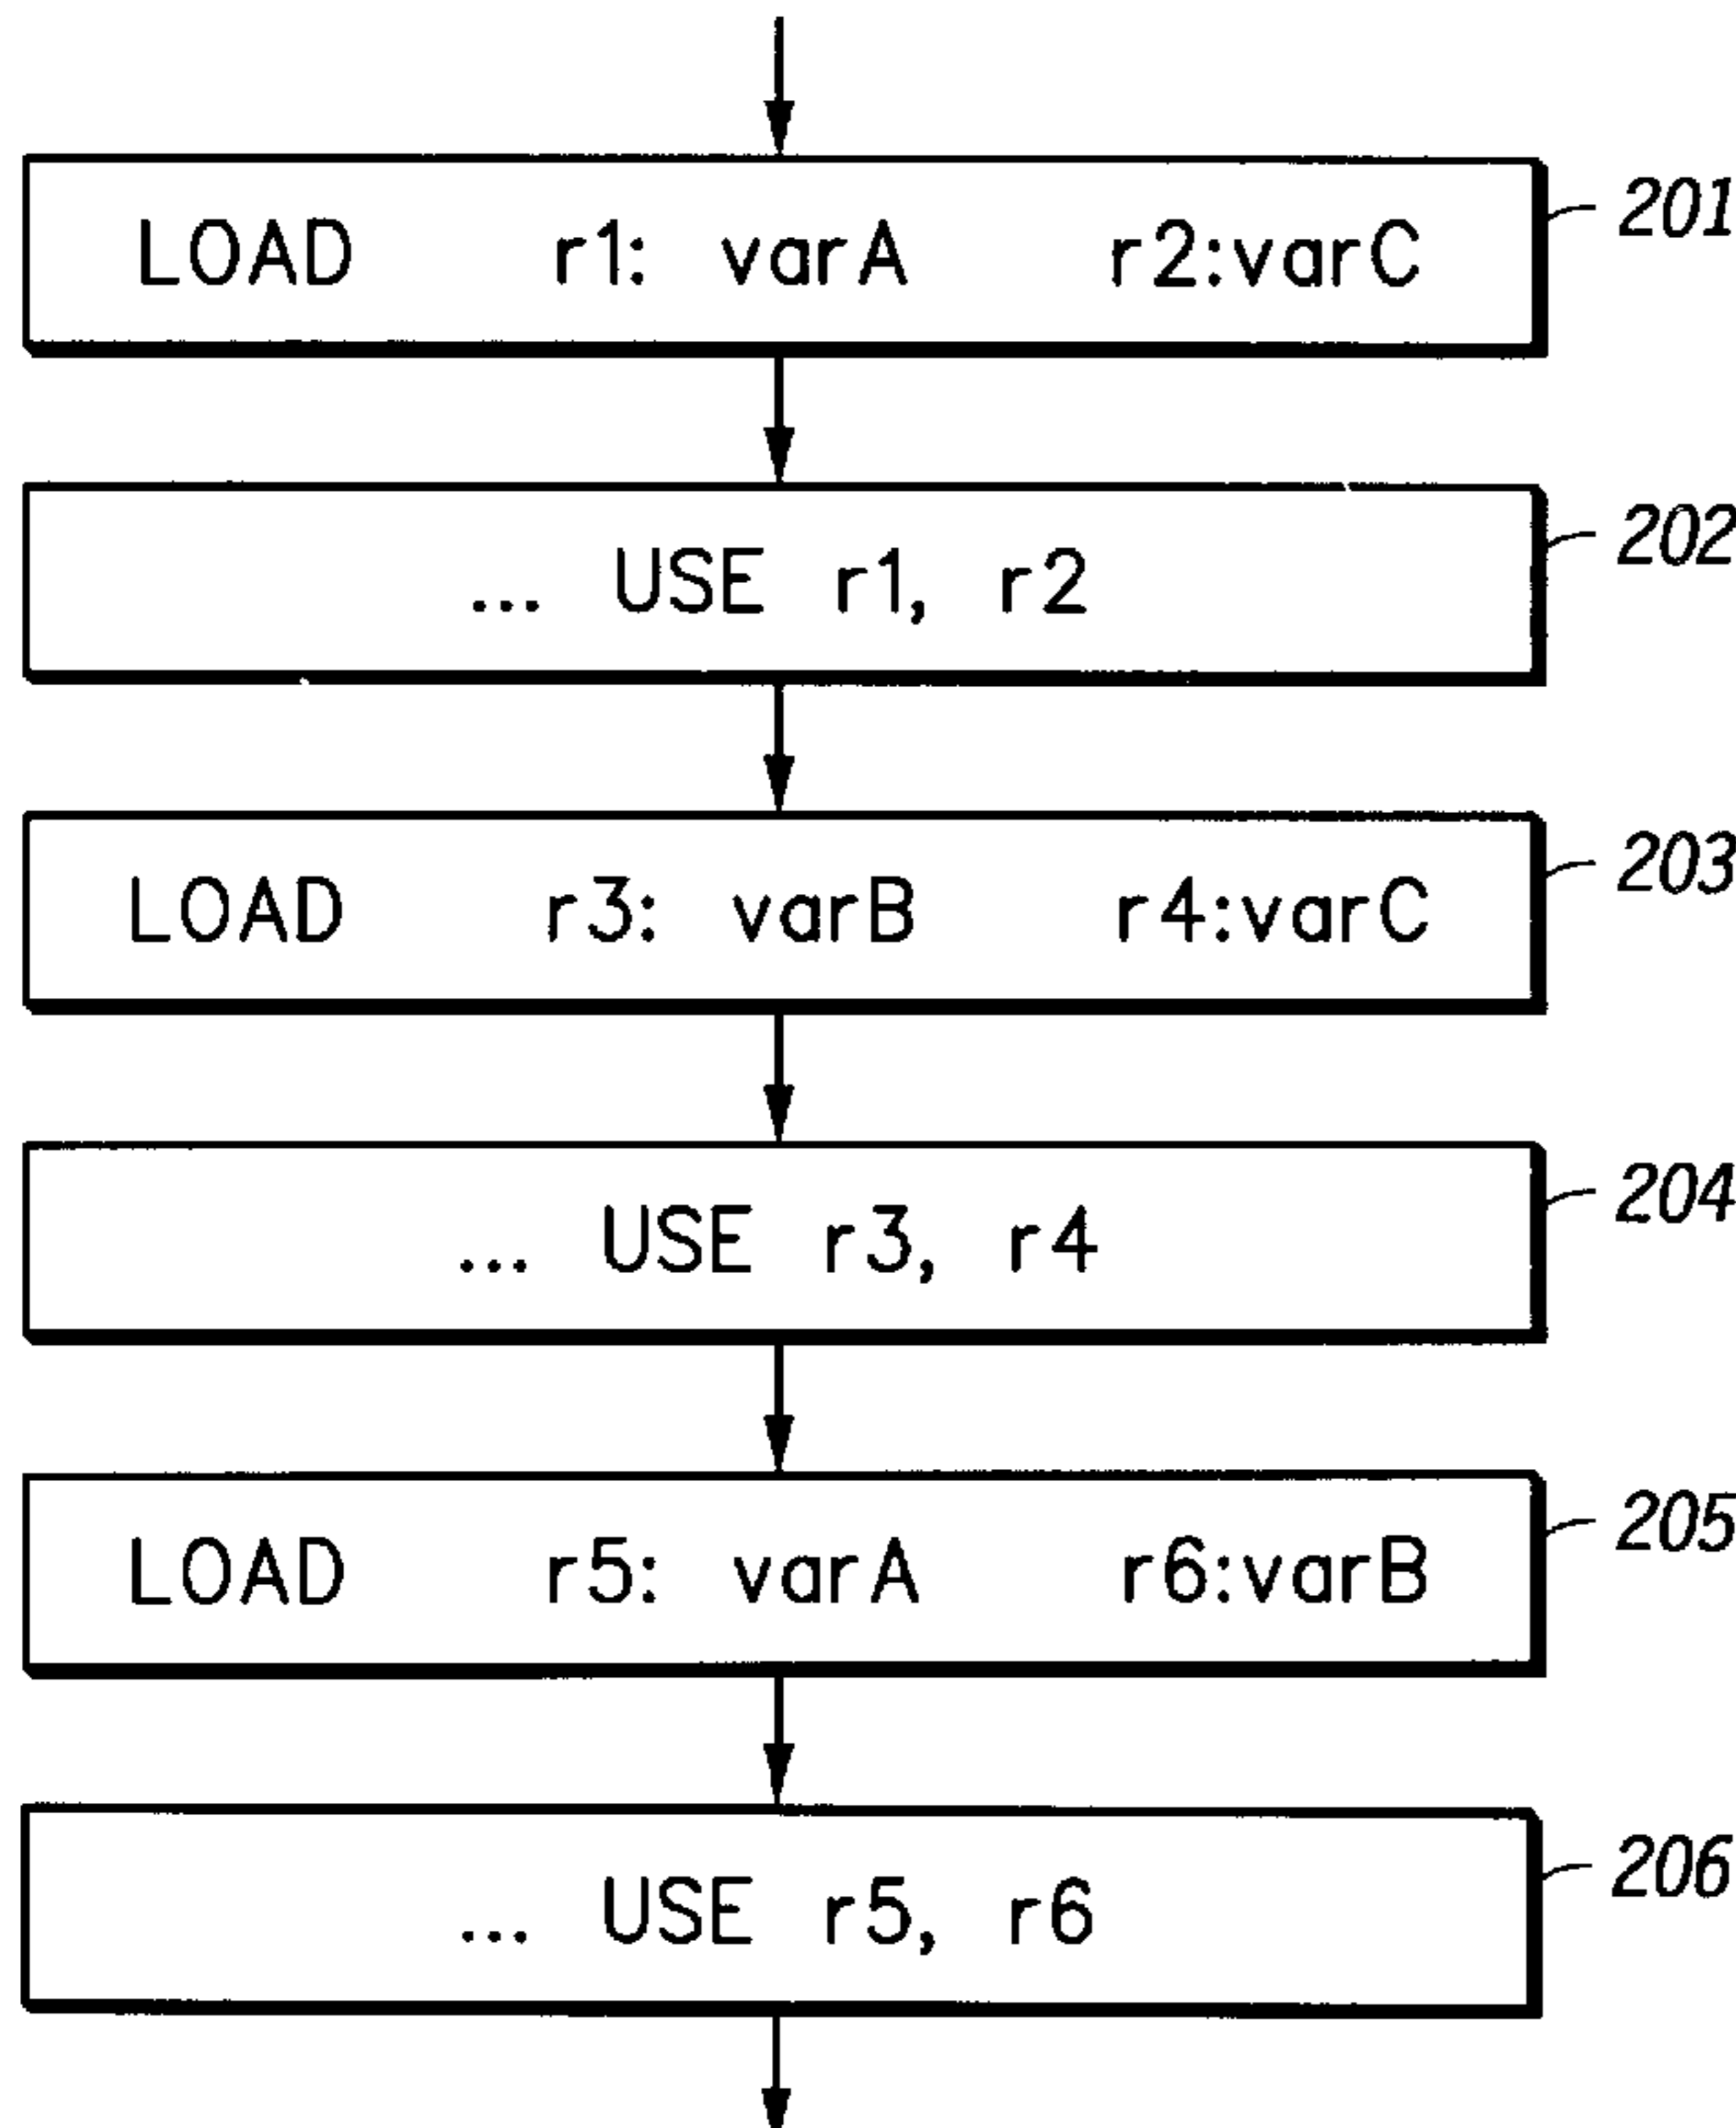 LOAD r1: varA r2:varC 201
... USE r1, r2 202
LOAD r3: varB r4:varC 203
... USE r3, r4 204
LOAD r5: varA r6:varB 205
... USE r5, r6 206